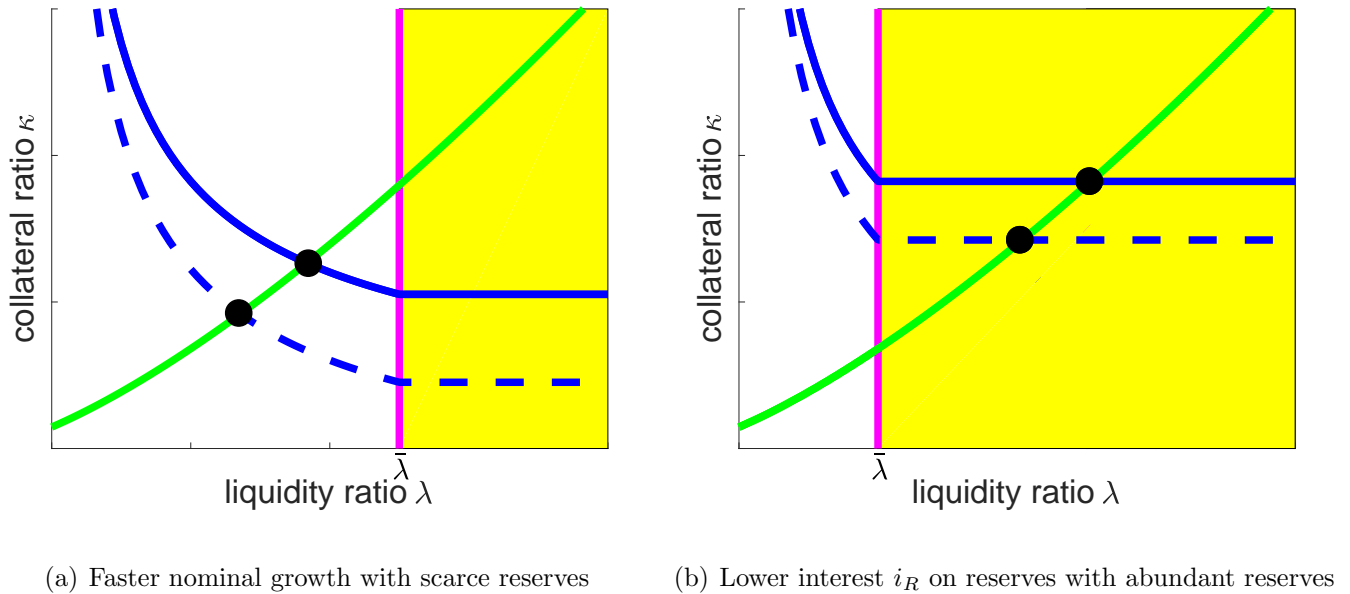 collateral ratio κ
λ̄
liquidity ratio λ
(a) Faster nominal growth with scarce reserves
collateral ratio κ
λ̄
liquidity ratio λ
(b) Lower interest i_R on reserves with abundant reserves